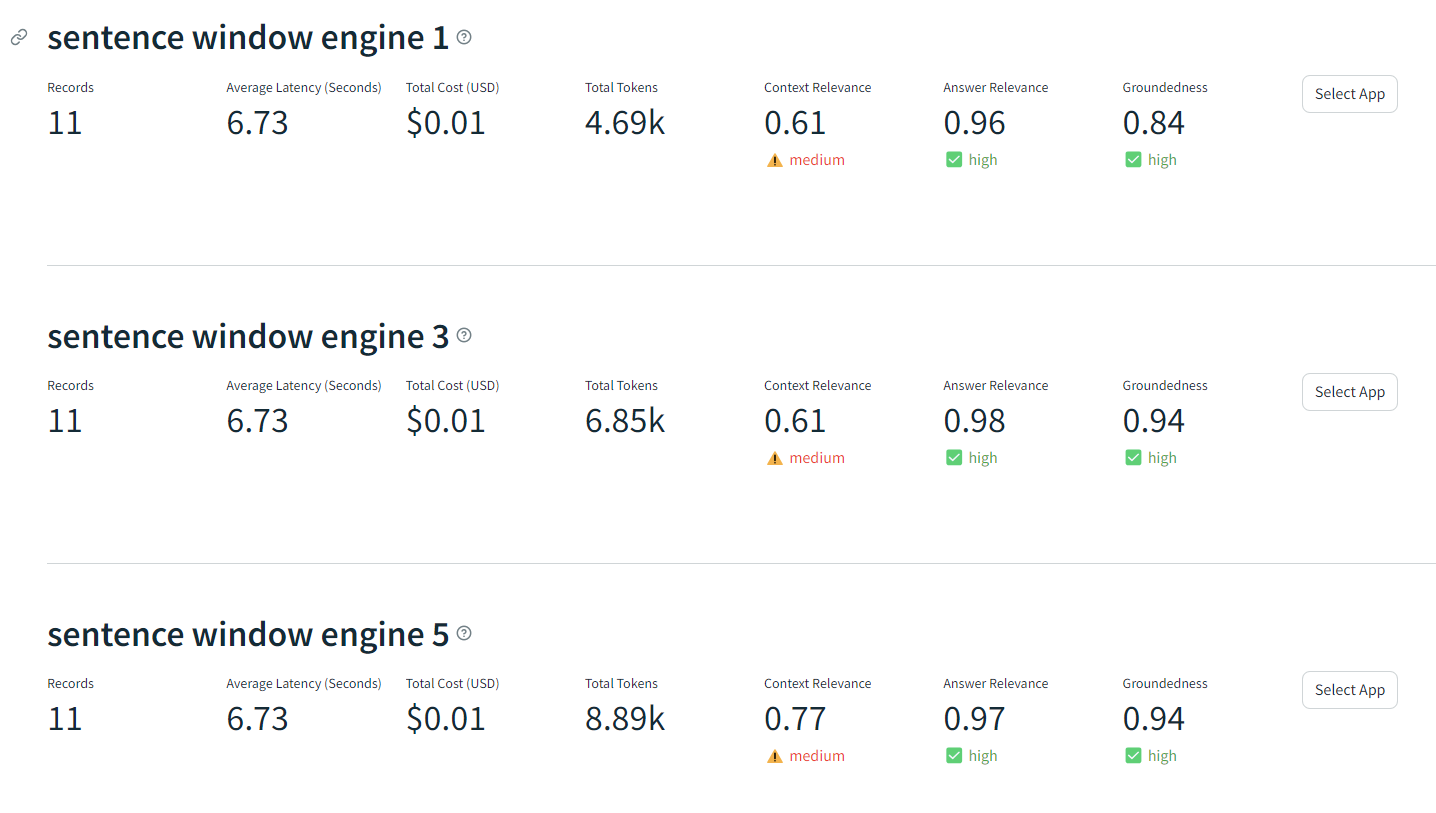 sentence window engine 1
Records Average Latency (Seconds) Total Cost (USD) Total Tokens Context Relevance Answer Relevance Groundedness Select App
11 6.73 $0.01 4.69k 0.61 0.96 0.84
medium high high
sentence window engine 3
Records Average Latency (Seconds) Total Cost (USD) Total Tokens Context Relevance Answer Relevance Groundedness Select App
11 6.73 $0.01 6.85k 0.61 0.98 0.94
medium high high
sentence window engine 5
Records Average Latency (Seconds) Total Cost (USD) Total Tokens Context Relevance Answer Relevance Groundedness Select App
11 6.73 $0.01 8.89k 0.77 0.97 0.94
medium high high